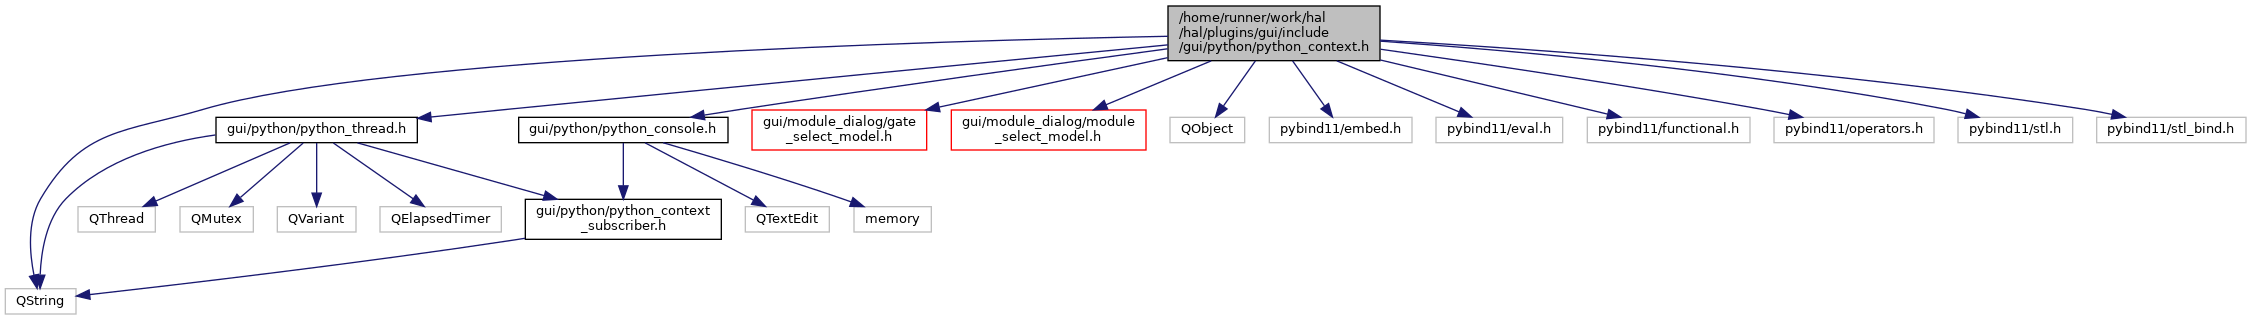 /home/runner/work/hal
/hal/plugins/gui/include
/gui/python/python_context.h
gui/python/python_thread.h
gui/python/python_console.h
gui/module_dialog/gate
_select_model.h
gui/module_dialog/module
_select_model.h
QObject
pybind11/embed.h
pybind11/eval.h
pybind11/functional.h
pybind11/operators.h
pybind11/stl.h
pybind11/stl_bind.h
QThread
QMutex
QVariant
QElapsedTimer
gui/python/python_context
_subscriber.h
QTextEdit
memory
QString